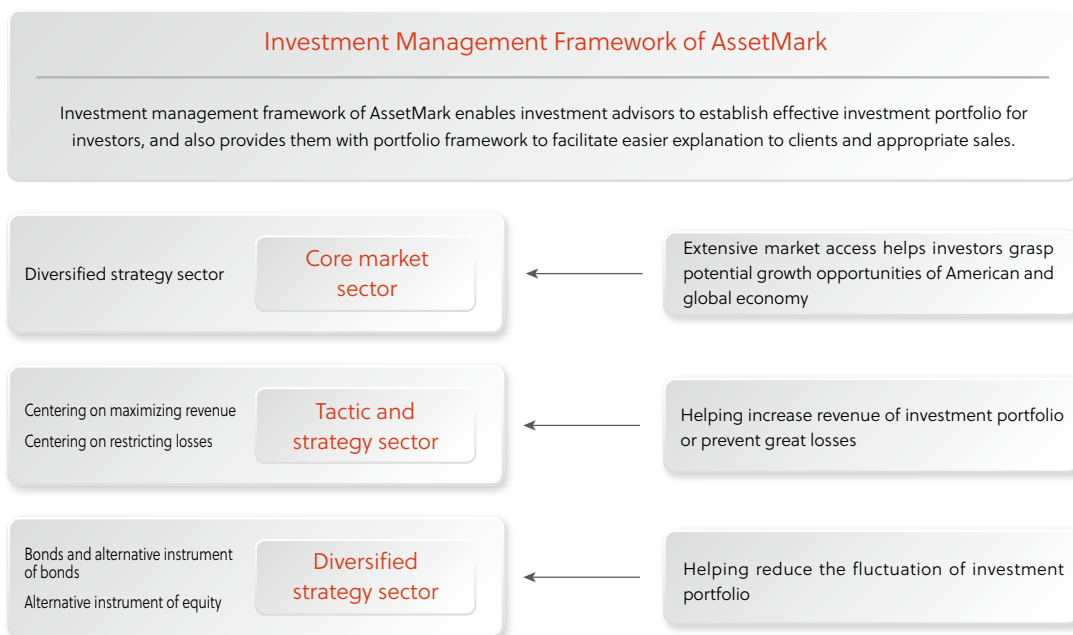 Investment Management Framework of AssetMark
Investment management framework of AssetMark enables investment advisors to establish effective investment portfolio for
investors, and also provides them with portfolio framework to facilitate easier explanation to clients and appropriate sales.
Diversified strategy sector
Core market
sector
Extensive market access helps investors grasp
potential growth opportunities of American and
global economy
Centering on maximizing revenue
Centering on restricting losses
Tactic and
strategy sector
Helping increase revenue of investment portfolio
or prevent great losses
Bonds and alternative instrument
of bonds
Alternative instrument of equity
Diversified
strategy sector
Helping reduce the fluctuation of investment
portfolio